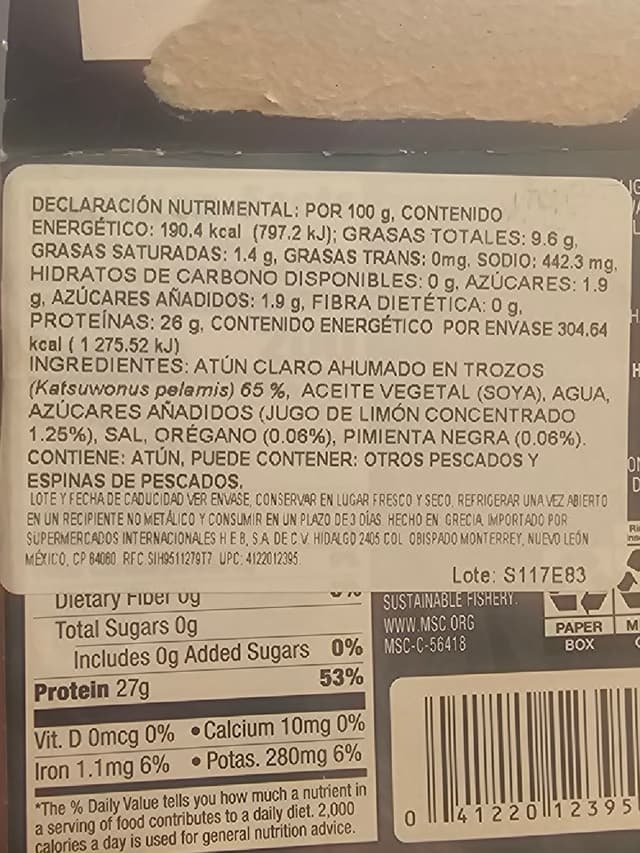 DECLARACIÓN NUTRIMENTAL: POR 100 g, CONTENIDO
ENERGÉTICO: 190.4 kcal (797.2 kJ); GRASAS TOTALES: 9.6 g,
GRASAS SATURADAS: 1.4 g, GRASAS TRANS: 0mg, SODIO: 442.3 mg,
HIDRATOS DE CARBONO DISPONIBLES: 0 g, AZÚCARES: 1.9
g, AZÚCARES AÑADIDOS: 1.9 g, FIBRA DIETÉTICA: 0 g,
PROTEÍNAS: 26 g, CONTENIDO ENERGÉTICO POR ENVASE 304.64
kcal ( 1 275.52 kJ)
INGREDIENTES: ATÚN CLARO AHUMADO EN TROZOS
(Katsuwonus pelamis) 65 %, ACEITE VEGETAL (SOYA), AGUA,
AZÚCARES AÑADIDOS (JUGO DE LIMÓN CONCENTRADO
1.25%), SAL, ORÉGANO (0.06%), PIMIENTA NEGRA (0.06%).
CONTIENE: ATÚN, PUEDE CONTENER: OTROS PESCADOS Y
ESPINAS DE PESCADOS.
LOTE Y FECHA DE CADUCIDAD VER ENVASE, CONSERVAR EN LUGAR FRESCO Y SECO, REFRIGERAR UNA VEZ ABIERTO
EN UN RECIPIENTE NO METÁLICO Y CONSUMIR EN UN PLAZO DE 3 DÍAS HECHO EN: GRECIA, IMPORTADO POR
SUPERMERCADOS INTERNACIONALES H E B, S.A. DE C.V. HIDALGO 2405 COL OBISPADO MONTERREY, NUEVO LEÓN
MÉXICO, CP 64060 RFC SIH9511279T7 UPC: 4122012395
Lote: S117E83
Dietary Fiber 0g
Total Sugars 0g
Includes 0g Added Sugars 0%
Protein 27g 53%
Vit. D 0mcg 0% • Calcium 10mg 0%
Iron 1.1mg 6% • Potas. 280mg 6%
*The % Daily Value tells you how much a nutrient in
a serving of food contributes to a daily diet. 2,000
calories a day is used for general nutrition advice.
SUSTAINABLE FISHERY.
WWW.MSC.ORG
MSC-C-56418
PAPER
BOX
0 41220 12395